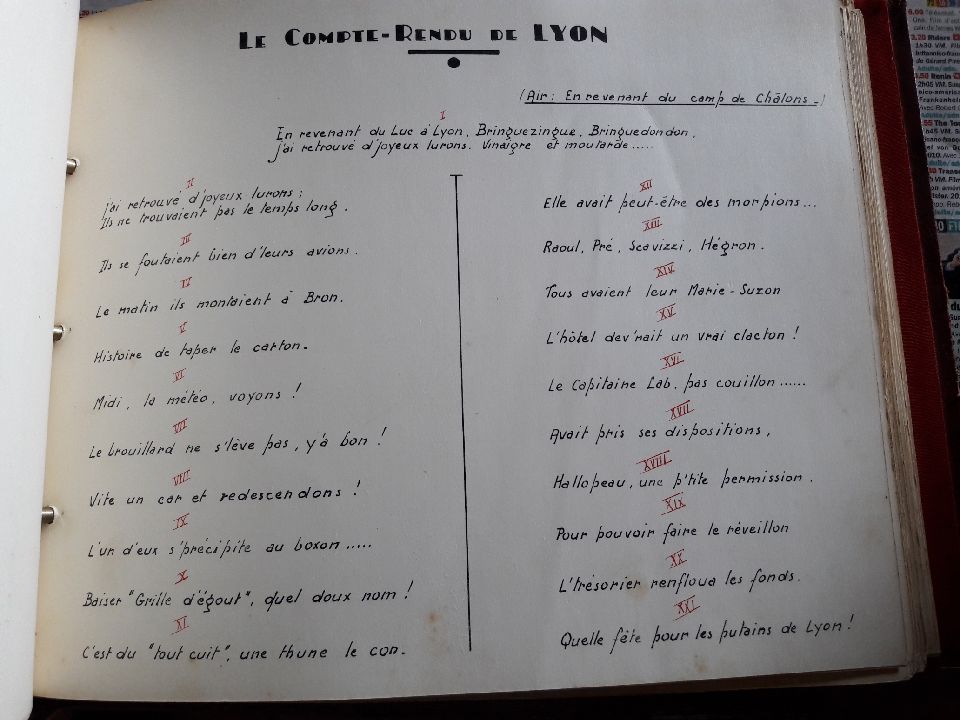 LE COMPTE-RENDU DE LYON
(Air: En revenant du camp de Châlons-)
I
En revenant du Luc à Lyon, Bringuezingue, Bringuedondon,
J'ai retrouvé d'joyeux lurons. Vinaigre et moutarde.....
II
J'ai retrouvé d'joyeux lurons;
Ils ne trouvaient pas le temps long.
III
Ils se foutaient bien d'leurs avions.
IV
Le matin ils montaient à Bron.
V
Histoire de taper le carton.
VI
Midi, la météo, voyons !
VII
Le brouillard ne s'lève pas, y'a bon !
VIII
Vite un car et redescendons !
IX
L'un d'eux s'précipite au boxon.....
X
Baiser "Grille d'égout", quel doux nom !
XI
C'est du "tout cuit", une thune le con.
XII
Elle avait peut-être des morpions...
XIII
Raoul, Pré, Scavizzi, Hégron.
XIV
Tous avaient leur Marie-Suzon
XV
L'hôtel dev'nait un vrai clacton !
XVI
Le Capitaine Lab, pas couillon......
XVII
Avait pris ses dispositions,
XVIII
Hallopeau, une p'tite permission.
XIX
Pour pouvoir faire le réveillon
XX
L'trésorier renfloua les fonds.
XXI
Quelle fête pour les putains de Lyon !